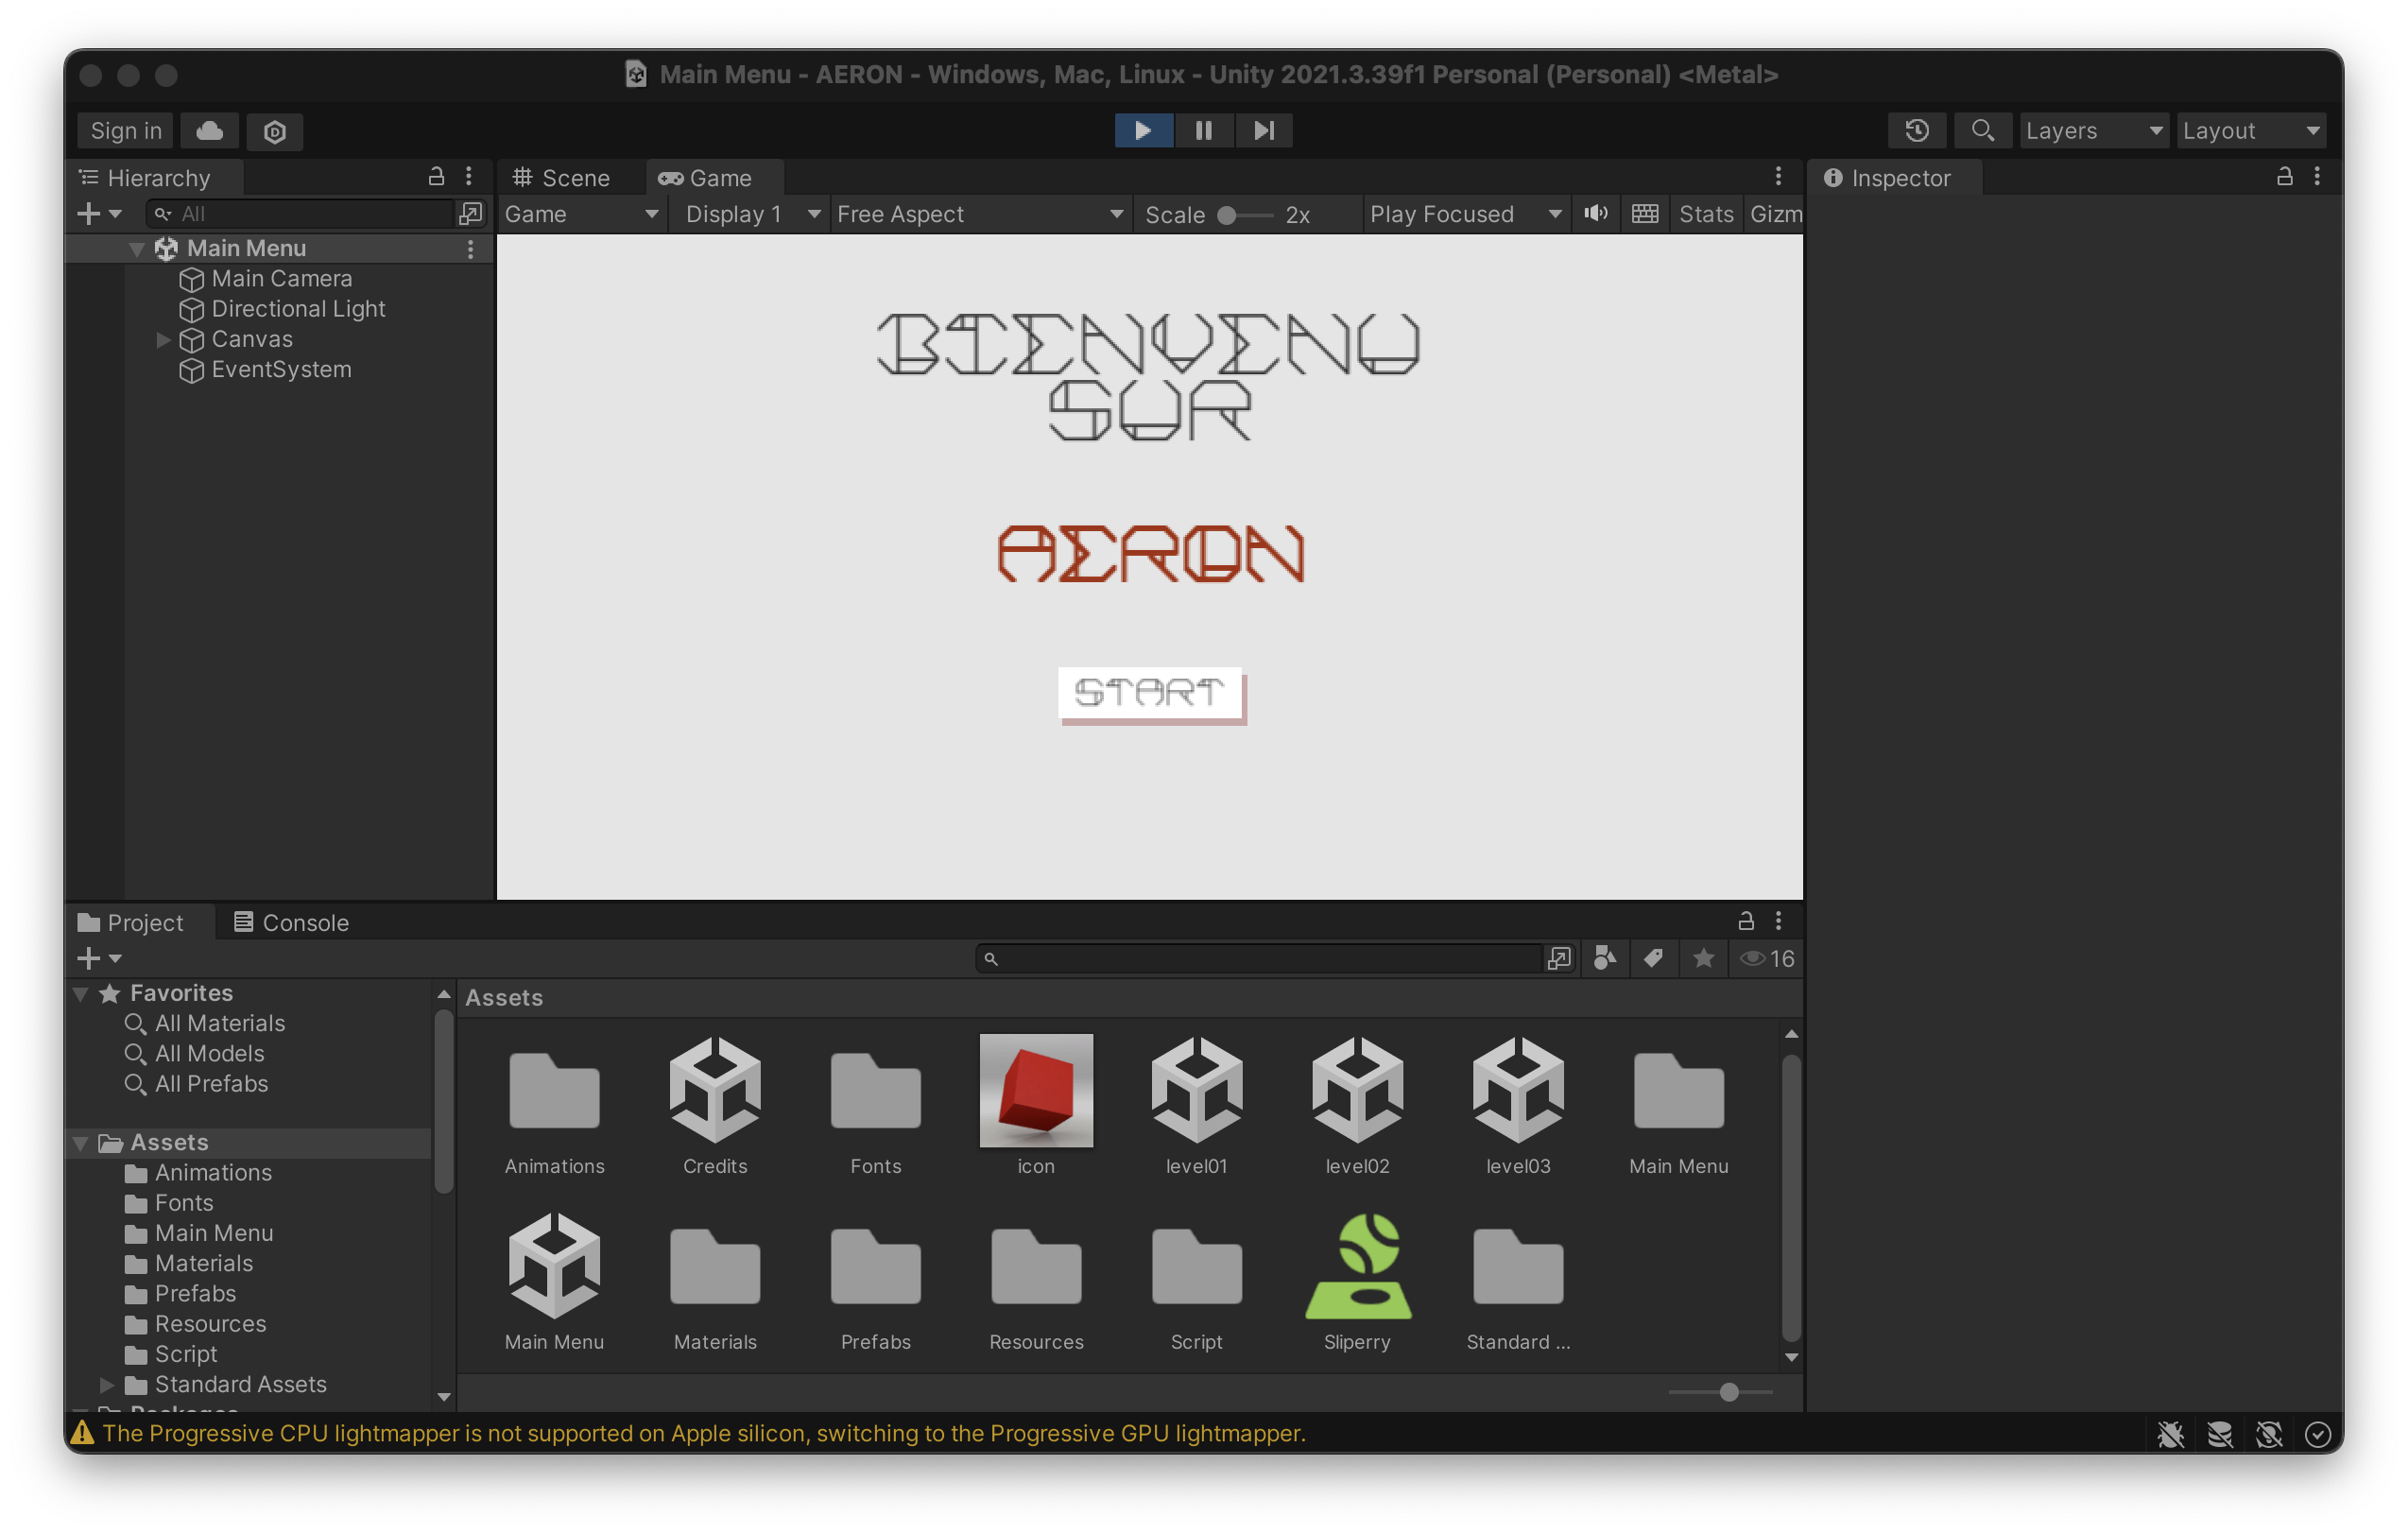 Main Menu - AERON - Windows, Mac, Linux - Unity 2021.3.39f1 Personal (Personal) <Metal>
Sign in
Layers
Layout
Hierarchy
All
Main Menu
Main Camera
Directional Light
Canvas
EventSystem
Scene
Game
Game
Display 1
Free Aspect
Scale
2x
Play Focused
Stats
Gizm
BIENVENU
SUR
AERON
START
Inspector
Project
Console
16
Favorites
All Materials
All Models
All Prefabs
Assets
Animations
Fonts
Main Menu
Materials
Prefabs
Resources
Script
Standard Assets
Packages
Assets
Animations
Credits
Fonts
icon
level01
level02
level03
Main Menu
Main Menu
Materials
Prefabs
Resources
Script
Sliperry
Standard ...
The Progressive CPU lightmapper is not supported on Apple silicon, switching to the Progressive GPU lightmapper.